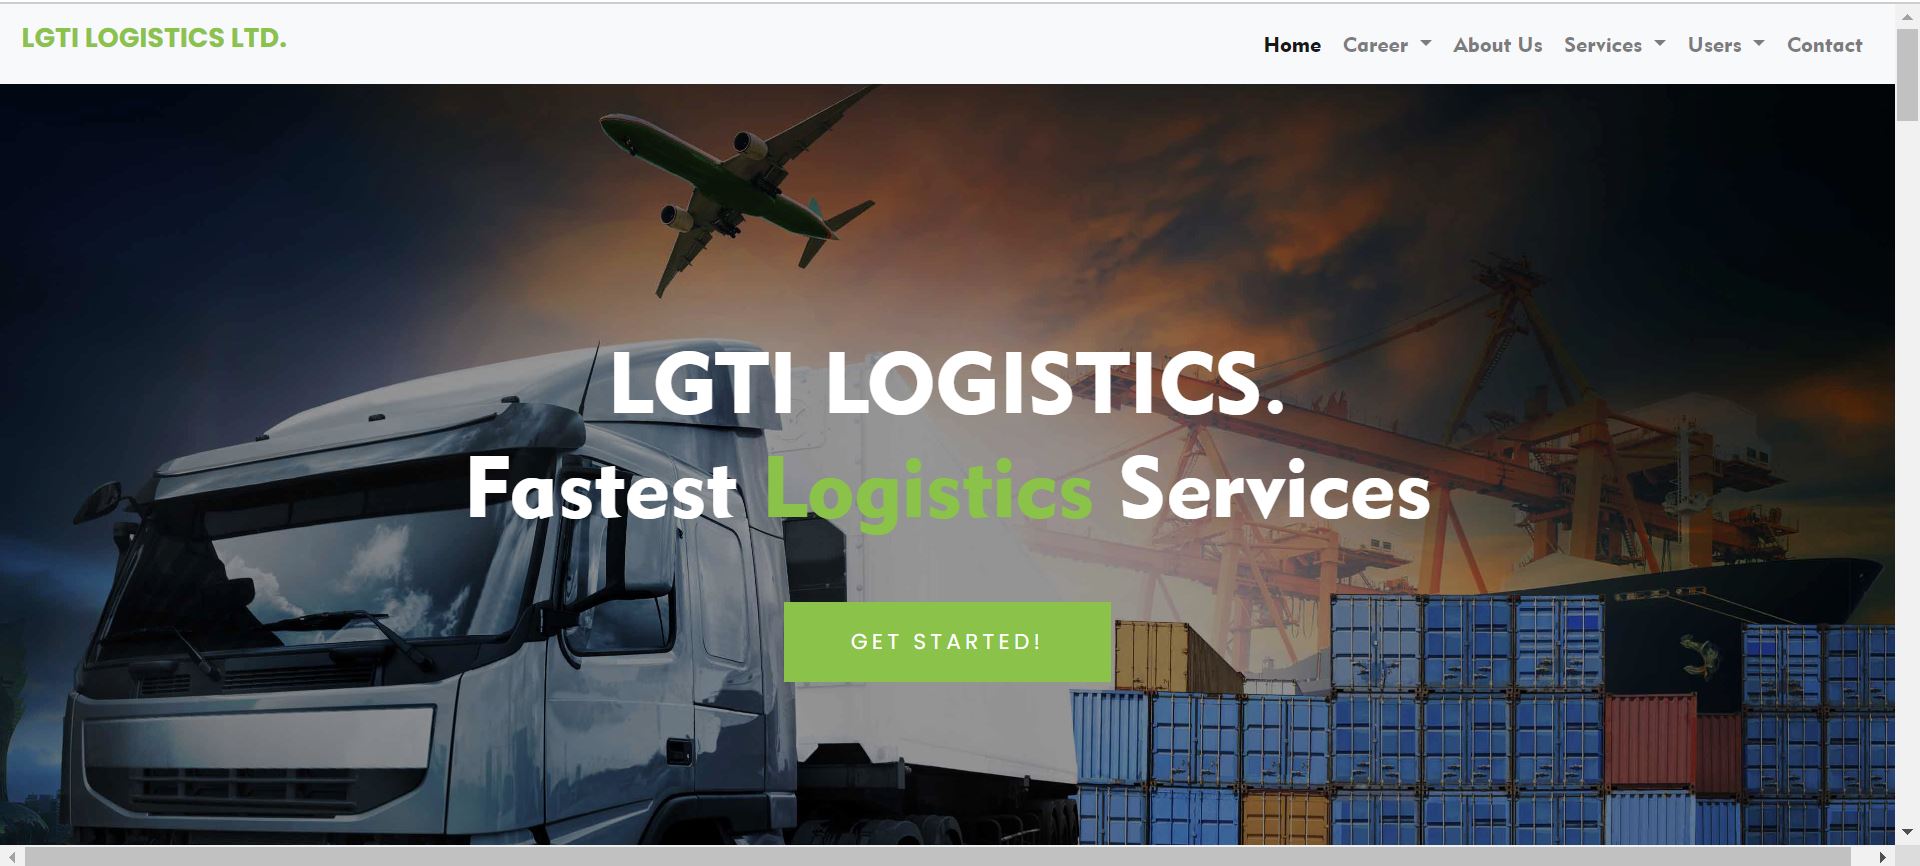 LGTI LOGISTICS LTD.
Home Career About Us Services Users Contact
LGTI LOGISTICS.
Fastest Logistics Services
GET STARTED!